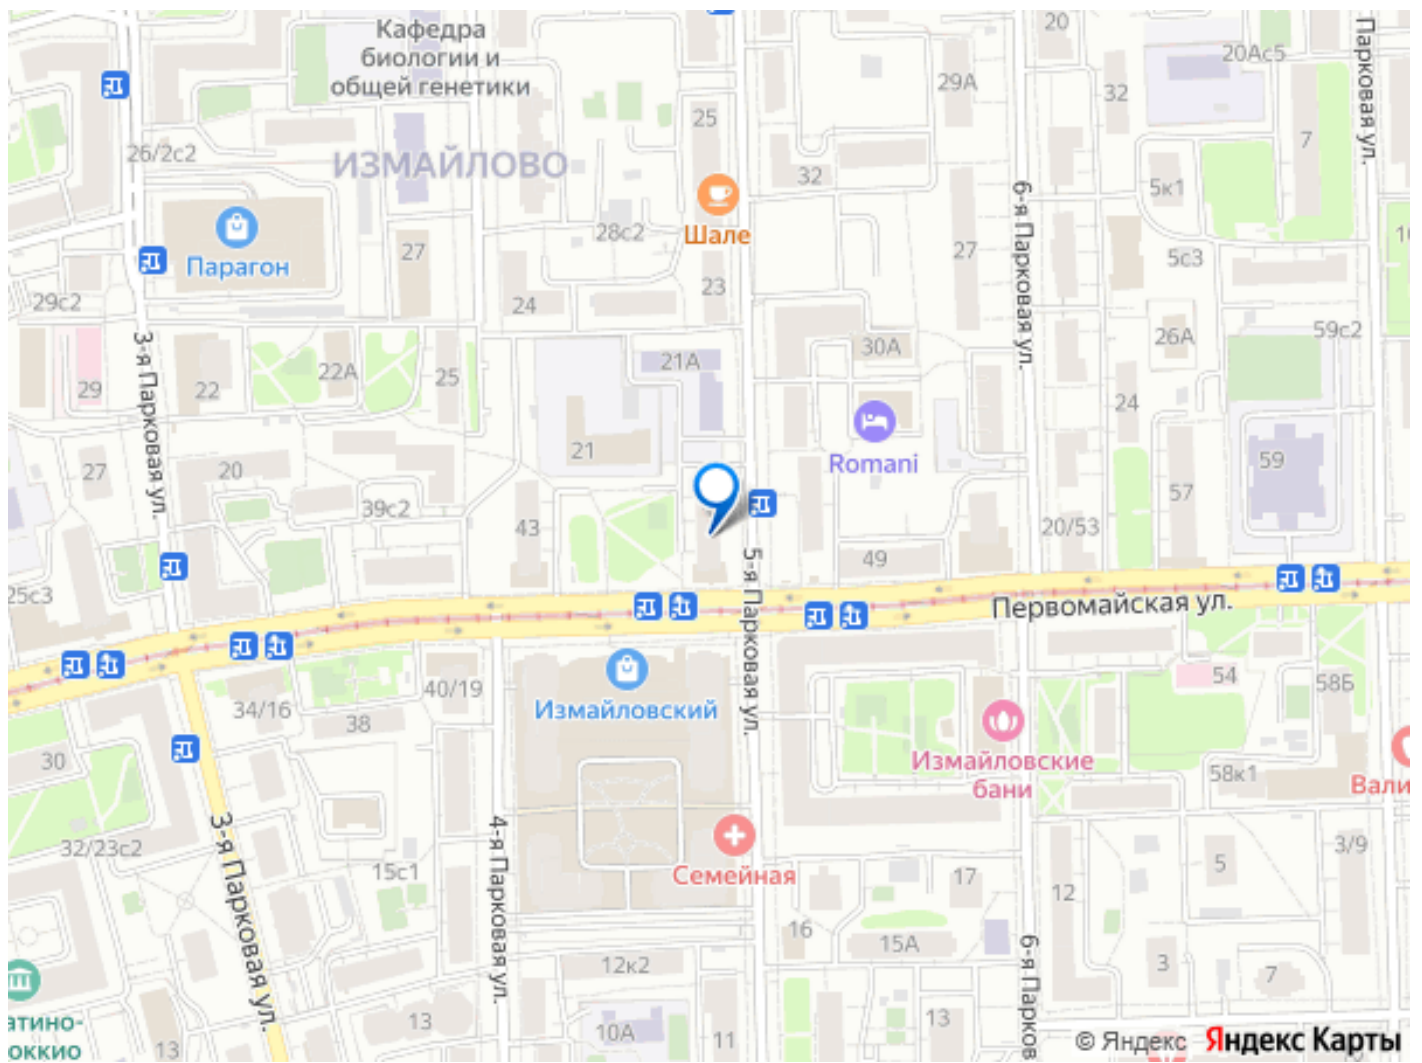 Кафедра
биологии и
общей генетики
20
20Ас5
29А
32
25
7
26/2с2
ИЗМАЙЛОВО
32
5к1
Шале
28с2
27
27
5с3
Парагон
23
24
29с2
59с2
30А
26А
21А
22А
25
29
22
24
21
Romani
59
27
20
57
39с2
43
20/53
49
25с3
Первомайская ул.
3-я Парковая ул.
5-я Парковая ул.
6-я Парковая ул.
Парковая ул.
54
58Б
40/19
34/16
38
Измайловский
30
Измайловские
бани
58к1
Вали
32/23с2
3/9
15с1
Семейная
17
5
12
3-я Парковая ул.
4-я Парковая ул.
16
15А
6-я Парков
12к2
3
7
13
10А
11
13
13
атино-
оккио
© Яндекс Яндекс Карты